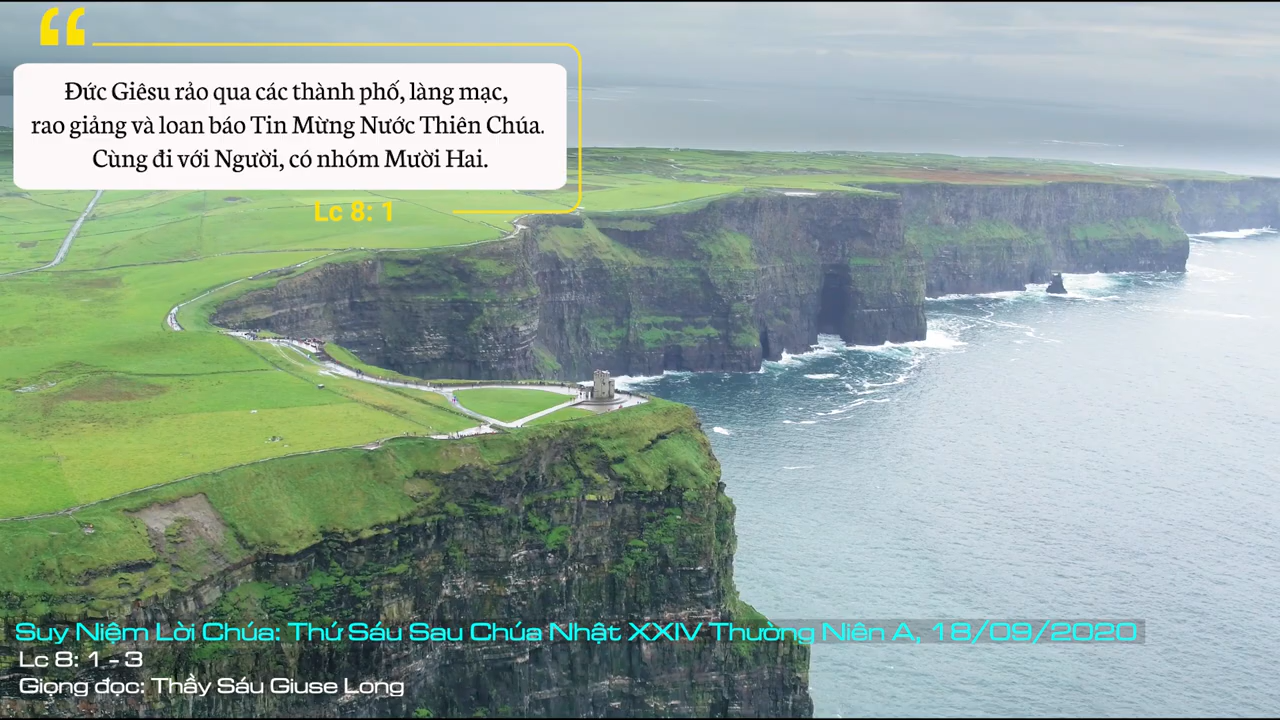 “
Đức Giêsu rảo qua các thành phố, làng mạc,
rao giảng và loan báo Tin Mừng Nước Thiên Chúa.
Cùng đi với Người, có nhóm Mười Hai.
Lc 8: 1
Suy Niệm Lời Chúa: Thứ Sáu Sau Chúa Nhật XXIV Thường Niên A, 18/09/2020
Lc 8: 1 - 3
Giọng đọc: Thầy Sáu Giuse Long